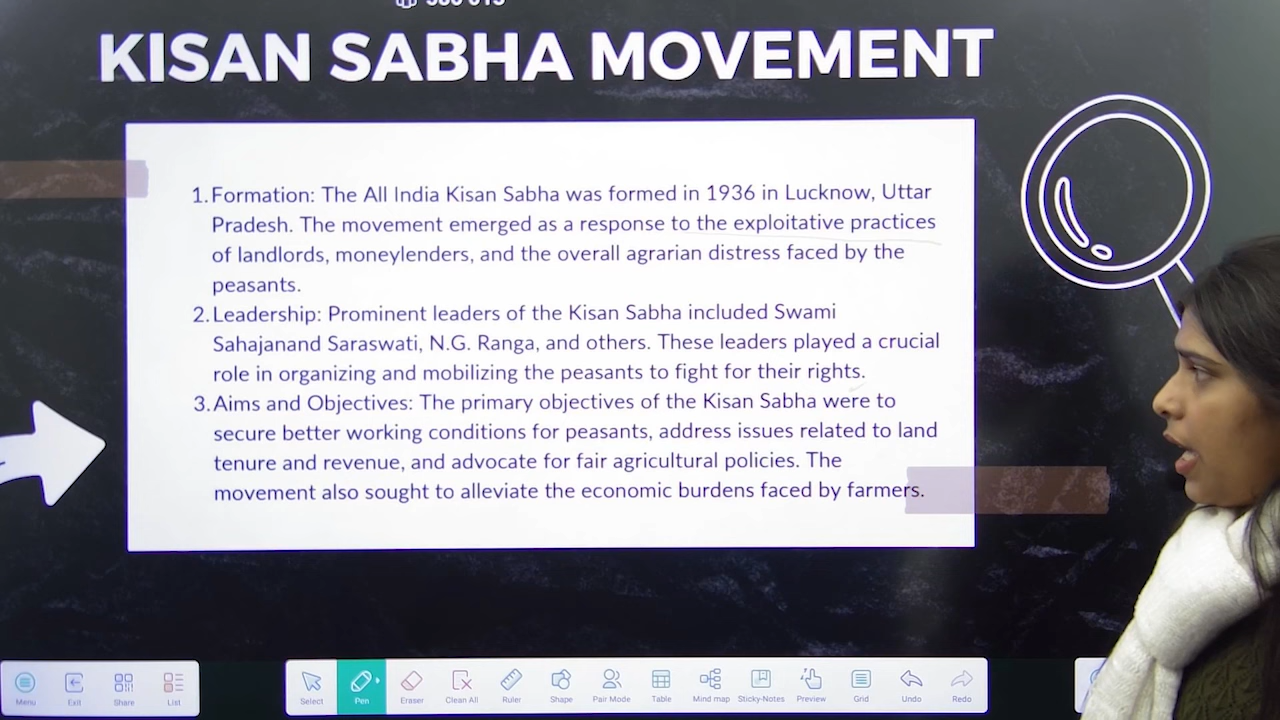 KISAN SABHA MOVEMENT
1. Formation: The All India Kisan Sabha was formed in 1936 in Lucknow, Uttar
Pradesh. The movement emerged as a response to the exploitative practices
of landlords, moneylenders, and the overall agrarian distress faced by the
peasants.
2. Leadership: Prominent leaders of the Kisan Sabha included Swami
Sahajanand Saraswati, N.G. Ranga, and others. These leaders played a crucial
role in organizing and mobilizing the peasants to fight for their rights.
3. Aims and Objectives: The primary objectives of the Kisan Sabha were to
secure better working conditions for peasants, address issues related to land
tenure and revenue, and advocate for fair agricultural policies. The
movement also sought to alleviate the economic burdens faced by farmers.
Menu Exit Share List Select Pen Eraser Clean All Ruler Shape Pair Mode Table Mind map Sticky-Notes Preview Grid Undo Redo